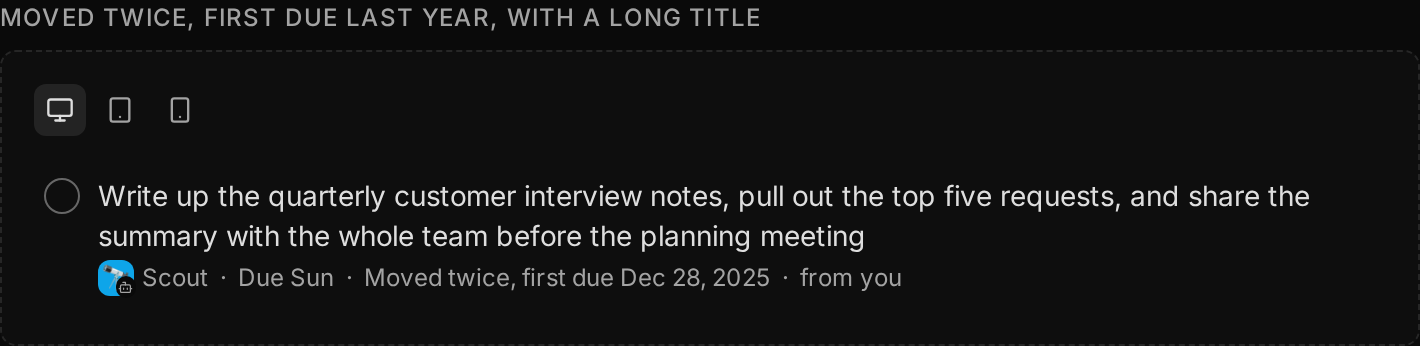 MOVED TWICE, FIRST DUE LAST YEAR, WITH A LONG TITLE
Write up the quarterly customer interview notes, pull out the top five requests, and share the
summary with the whole team before the planning meeting
Scout · Due Sun · Moved twice, first due Dec 28, 2025 · from you